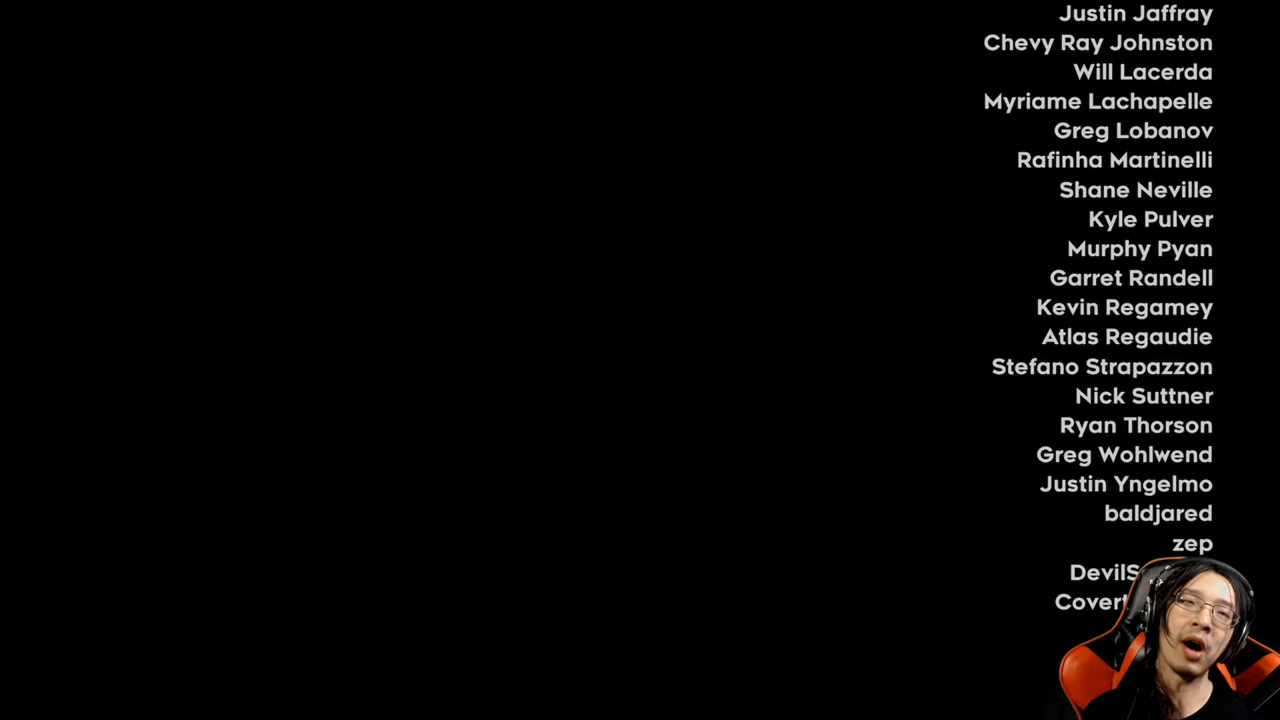 Justin Jaffray
Chevy Ray Johnston
Will Lacerda
Myriame Lachapelle
Greg Lobanov
Rafinha Martinelli
Shane Neville
Kyle Pulver
Murphy Pyan
Garret Randell
Kevin Regamey
Atlas Regaudie
Stefano Strapazzon
Nick Suttner
Ryan Thorson
Greg Wohlwend
Justin Yngelmo
baldjared
zep